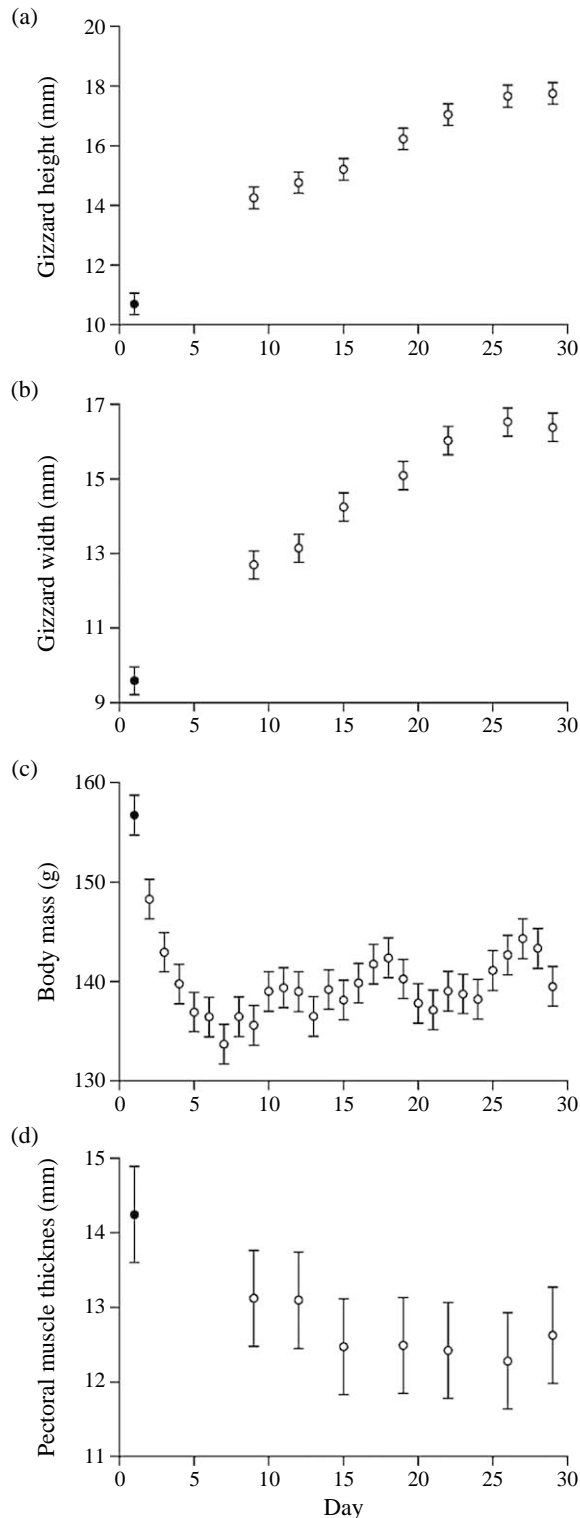 (a)
Gizzard height (mm)
20
18
16
14
12
10
0 5 10 15 20 25 30
(b)
Gizzard width (mm)
17
15
13
11
9
0 5 10 15 20 25 30
(c)
Body mass (g)
160
150
140
130
0 5 10 15 20 25 30
(d)
Pectoral muscle thicknes (mm)
15
14
13
12
11
0 5 10 15 20 25 30
Day